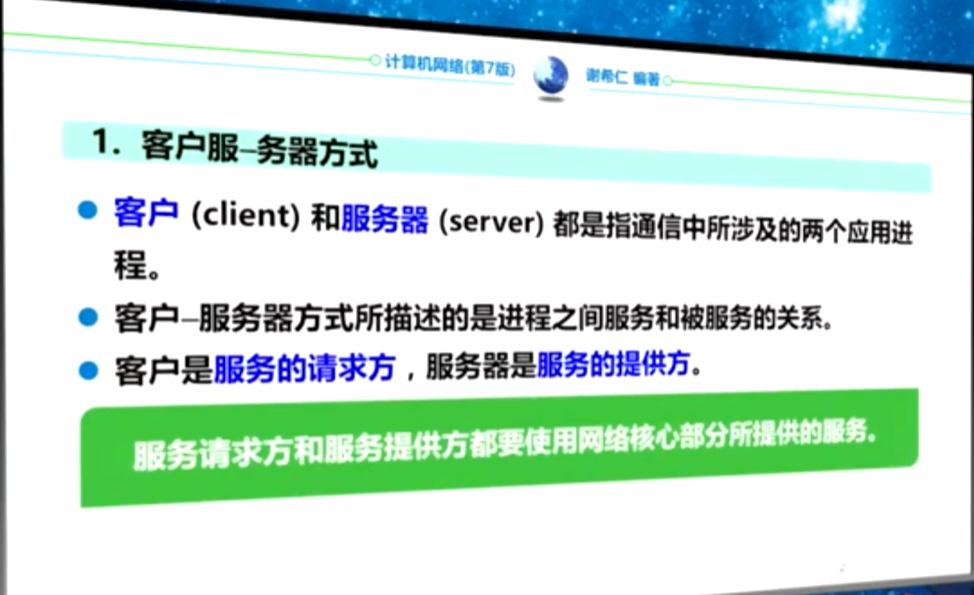 计算机网络(第7版)
谢希仁 编著
1. 客户服–务器方式
客户 (client) 和服务器 (server) 都是指通信中所涉及的两个应用进
程。
客户–服务器方式所描述的是进程之间服务和被服务的关系。
客户是服务的请求方，服务器是服务的提供方。
服务请求方和服务提供方都要使用网络核心部分所提供的服务。